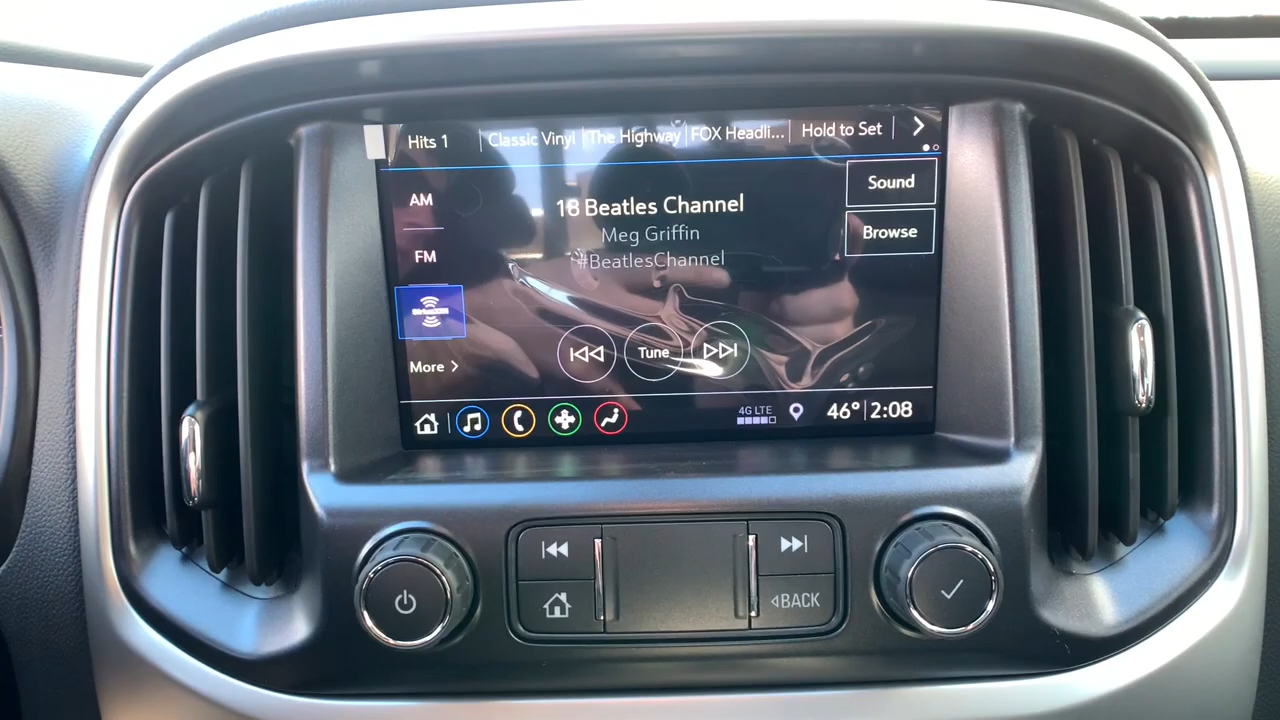 Hits 1 Classic Vinyl The Highway FOX Headli... Hold to Set
AM
18 Beatles Channel
Sound
Meg Griffin
Browse
FM
#BeatlesChannel
SiriusXM
Tune
More
4G LTE
46° 2:08
BACK